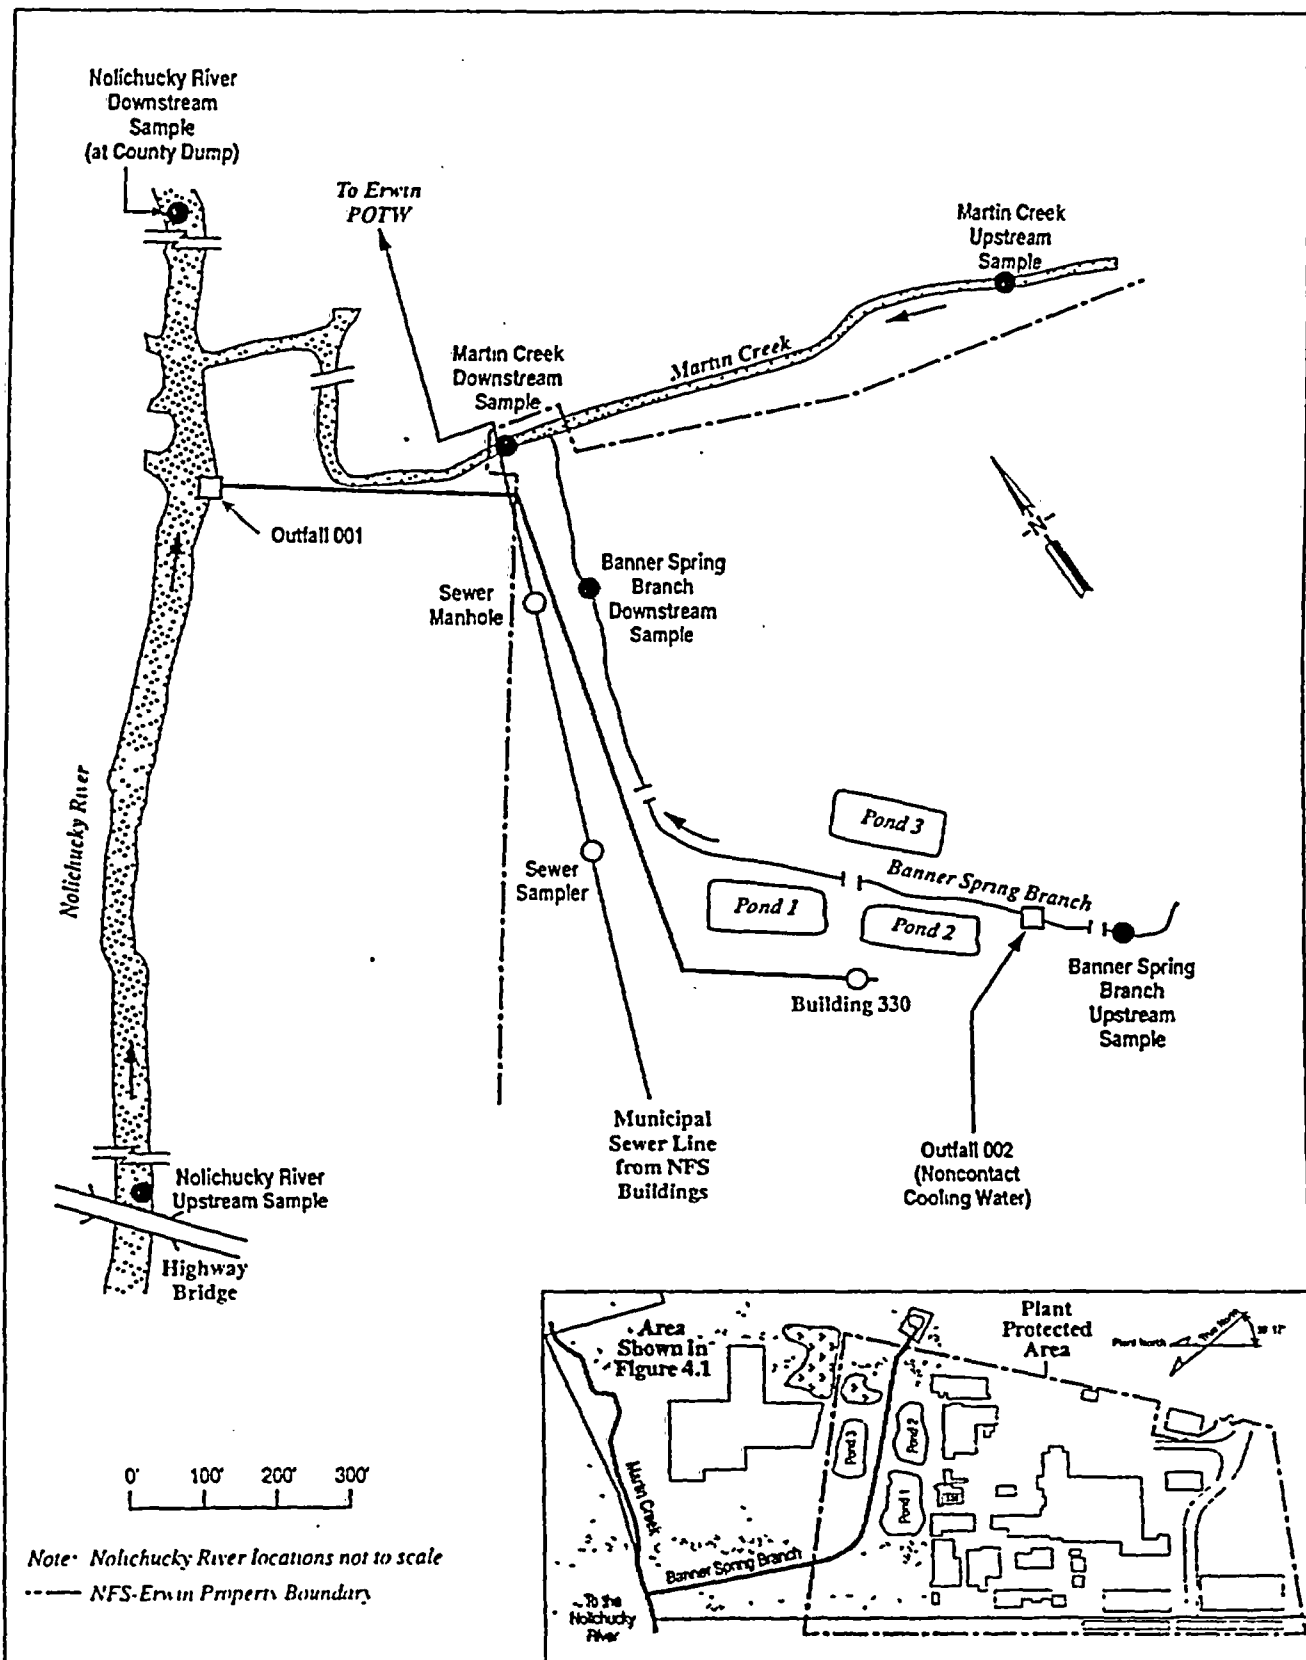 Nolichucky River
Downstream
Sample
(at County Dump)
To Erwin
POTW
Martin Creek
Upstream
Sample
Martin Creek
Downstream
Sample
Martin Creek
Outfall 001
Sewer
Manhole
Banner Spring
Branch
Downstream
Sample
Nolichucky River
Pond 3
Sewer
Sampler
Banner Spring Branch
Pond 1
Pond 2
Building 330
Banner Spring
Branch
Upstream
Sample
Municipal
Sewer Line
from NFS
Buildings
Outfall 002
(Noncontact
Cooling Water)
Nolichucky River
Upstream Sample
Highway
Bridge
Area
Shown in
Figure 4.1
Plant
Protected
Area
Plant North
True North
Pond 3
Pond 2
Pond 1
Martin Creek
Banner Spring Branch
To the
Nolichucky
River
0'
100'
300'
Note: Nolichucky River locations not to scale
NFS-Erwin Property Boundary